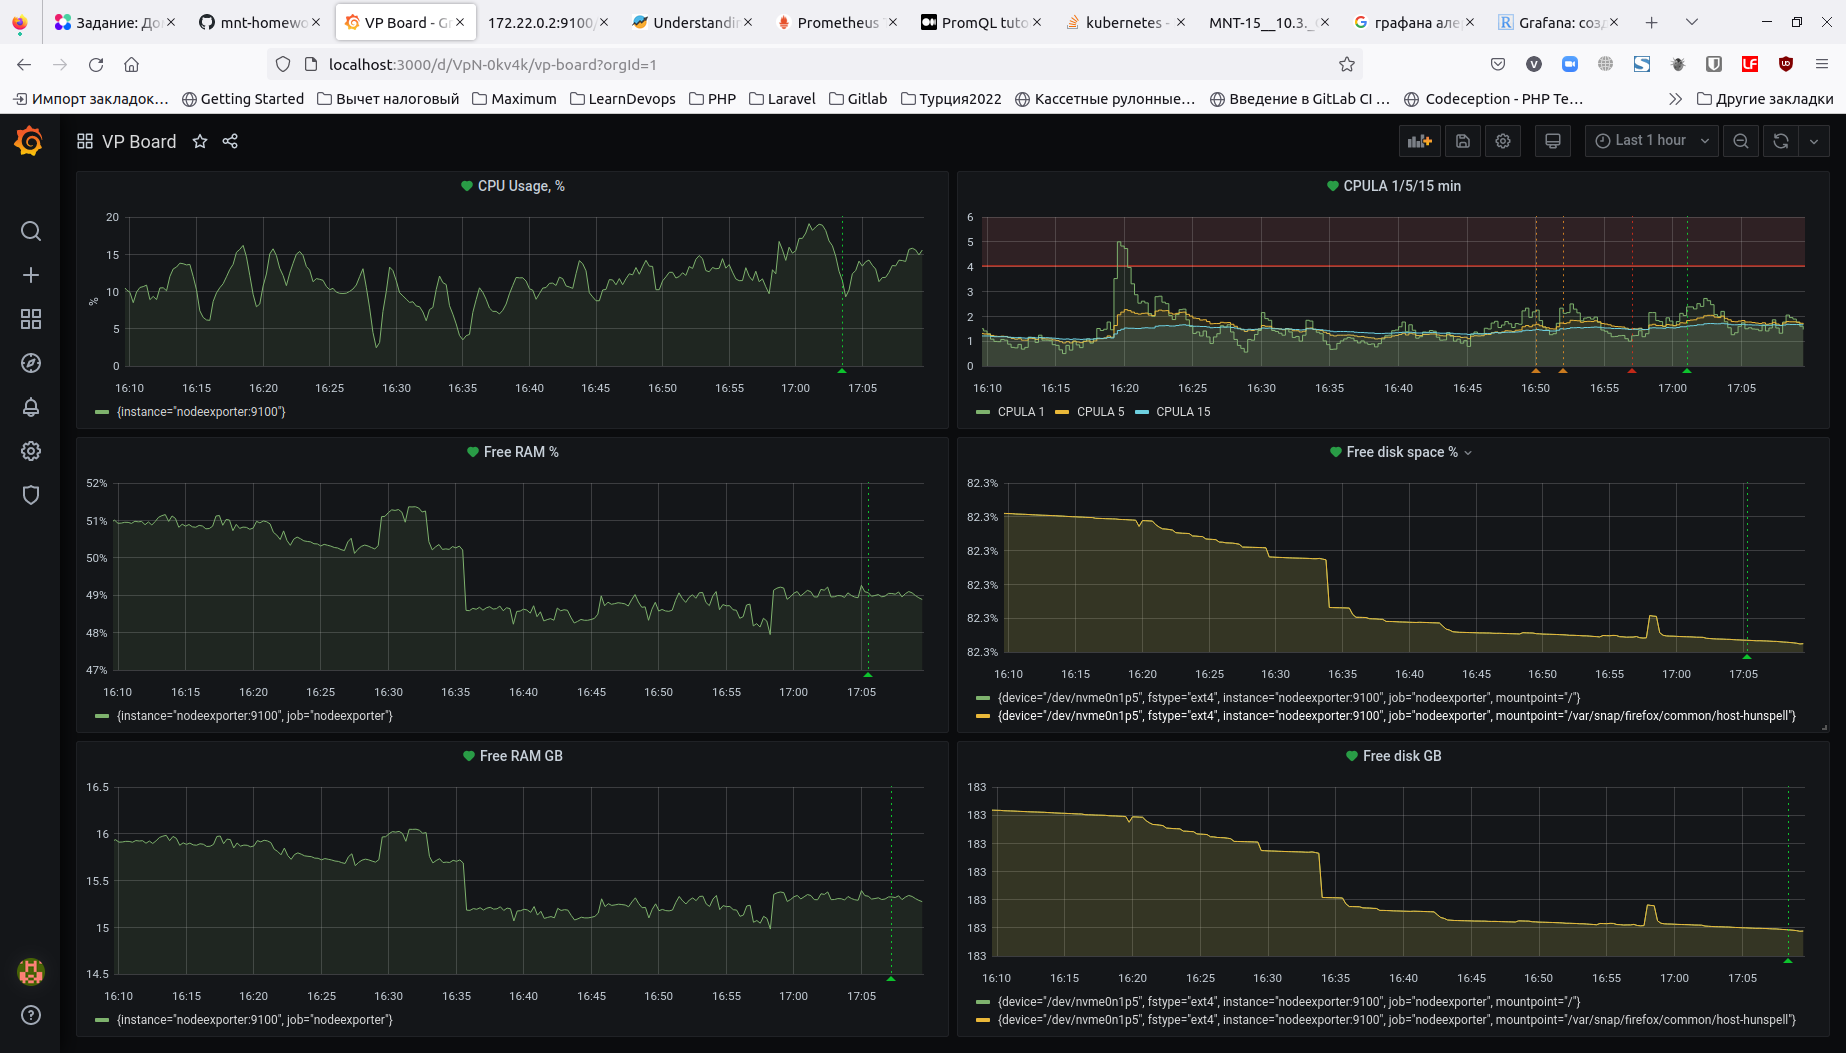 Задание: До
mnt-homewo
VP Board - Gr
172.22.0.2:9100/
Understandi
Prometheus
PromQL tuto
kubernetes -
MNT-15__10.3._
графана але
Grafana: созд
localhost:3000/d/VpN-0kv4k/vp-board?orgId=1
Импорт закладок…
Getting Started
Вычет налоговый
Maximum
LearnDevops
PHP
Laravel
Gitlab
Турция2022
Кассетные рулонные…
Введение в GitLab CI …
Codeception - PHP Te…
Другие закладки
VP Board
Last 1 hour
CPU Usage, %
20
15
10
5
0
%
16:10 16:15 16:20 16:25 16:30 16:35 16:40 16:45 16:50 16:55 17:00 17:05
{instance="nodeexporter:9100"}
CPULA 1/5/15 min
6
5
4
3
2
1
0
16:10 16:15 16:20 16:25 16:30 16:35 16:40 16:45 16:50 16:55 17:00 17:05
CPULA 1 CPULA 5 CPULA 15
Free RAM %
52%
51%
50%
49%
48%
47%
16:10 16:15 16:20 16:25 16:30 16:35 16:40 16:45 16:50 16:55 17:00 17:05
{instance="nodeexporter:9100", job="nodeexporter"}
Free disk space %
82.3%
82.3%
82.3%
82.3%
82.3%
82.3%
16:10 16:15 16:20 16:25 16:30 16:35 16:40 16:45 16:50 16:55 17:00 17:05
{device="/dev/nvme0n1p5", fstype="ext4", instance="nodeexporter:9100", job="nodeexporter", mountpoint="/"}
{device="/dev/nvme0n1p5", fstype="ext4", instance="nodeexporter:9100", job="nodeexporter", mountpoint="/var/snap/firefox/common/host-hunspell"}
Free RAM GB
16.5
16
15.5
15
14.5
16:10 16:15 16:20 16:25 16:30 16:35 16:40 16:45 16:50 16:55 17:00 17:05
{instance="nodeexporter:9100", job="nodeexporter"}
Free disk GB
183
183
183
183
183
183
183
16:10 16:15 16:20 16:25 16:30 16:35 16:40 16:45 16:50 16:55 17:00 17:05
{device="/dev/nvme0n1p5", fstype="ext4", instance="nodeexporter:9100", job="nodeexporter", mountpoint="/"}
{device="/dev/nvme0n1p5", fstype="ext4", instance="nodeexporter:9100", job="nodeexporter", mountpoint="/var/snap/firefox/common/host-hunspell"}